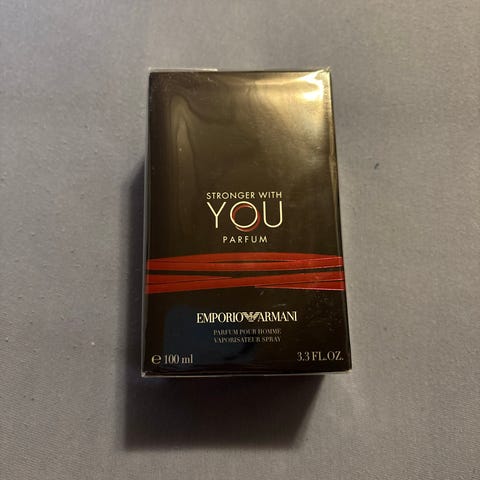 STRONGER WITH
YOU
PARFUM
EMPORIO ARMANI
PARFUM POUR HOMME
VAPORISATEUR SPRAY
℮ 100 ml 3.3 FL.OZ.